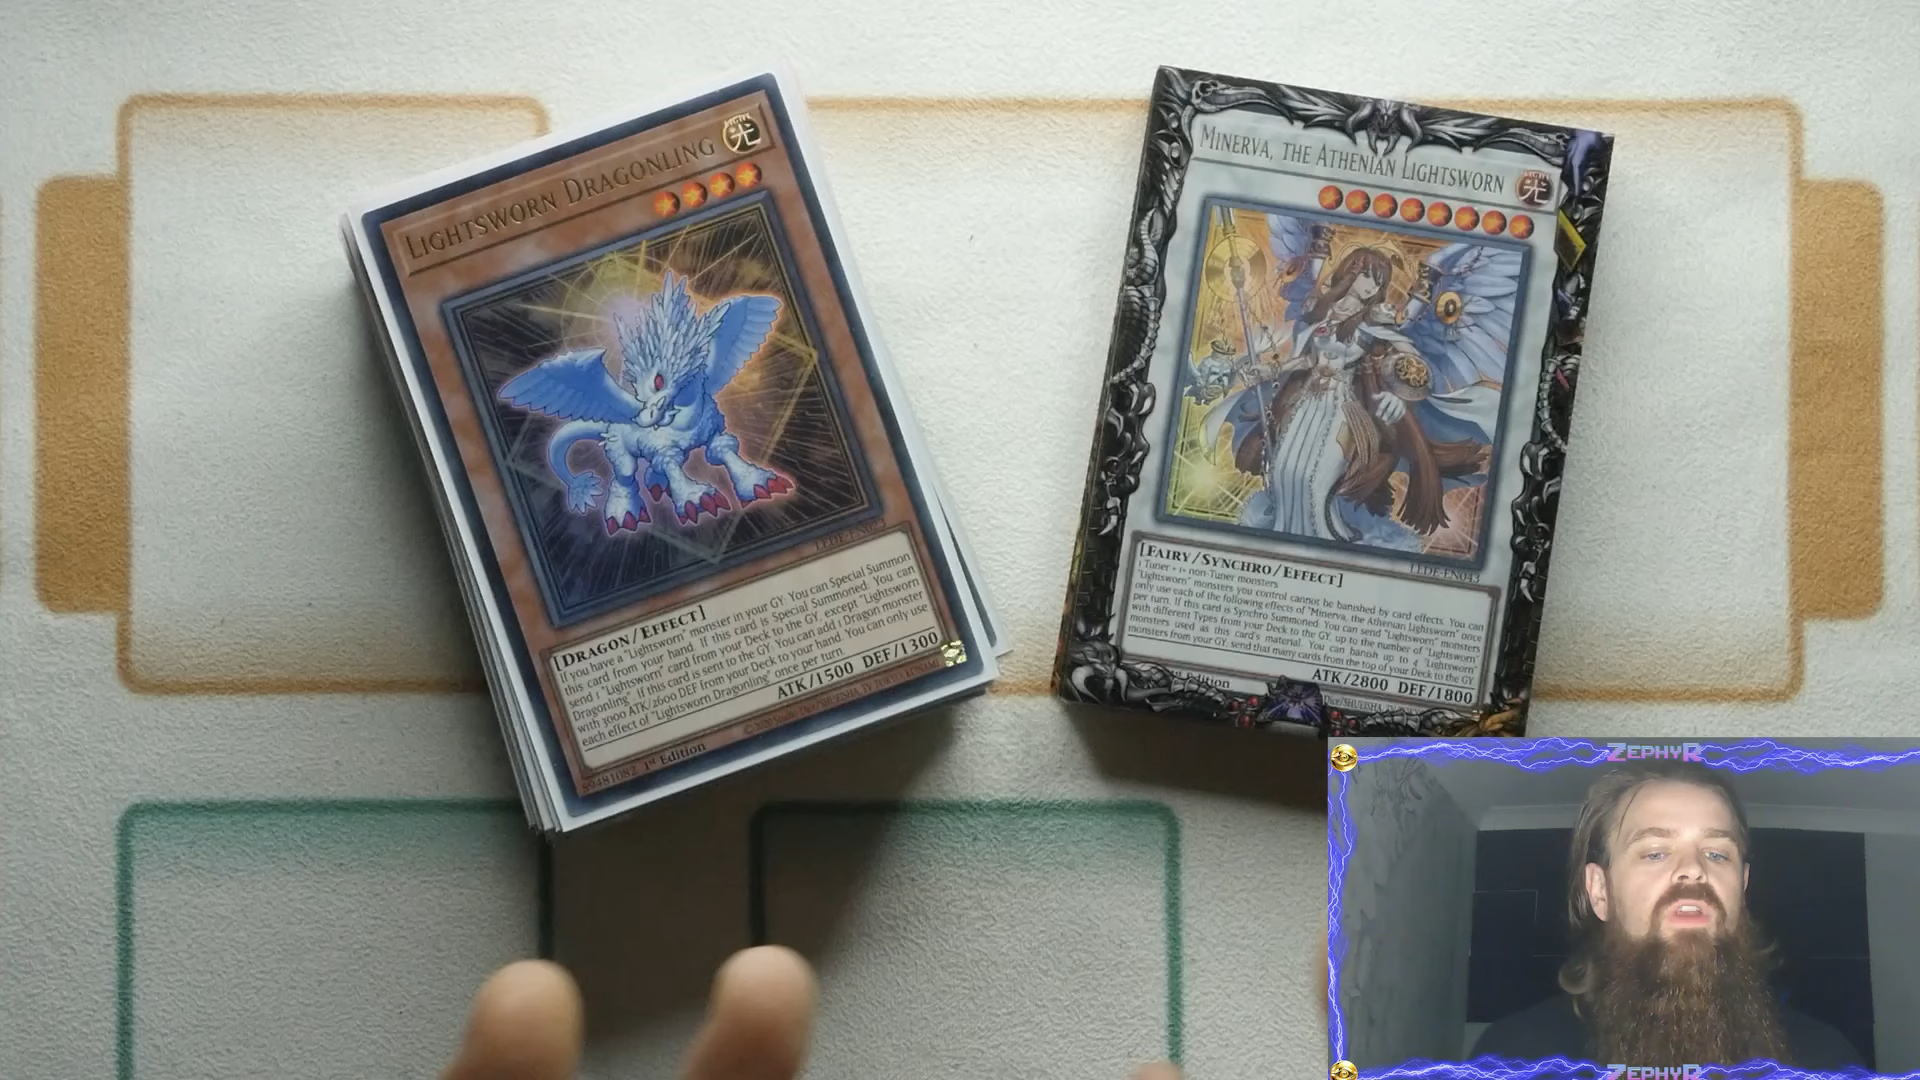 LIGHTSWORN DRAGONLING
LIGHT
光
LEDE-EN023
[DRAGON/EFFECT]
If you have a "Lightsworn" monster in your GY: You can Special Summon
this card from your hand. If this card is Special Summoned: You can
send 1 "Lightsworn" card from your Deck to the GY, except "Lightsworn
Dragonling". If this card is sent to the GY: You can add 1 Dragon monster
with 3000 ATK/2600 DEF from your Deck to your hand. You can only use
each effect of "Lightsworn Dragonling" once per turn.
ATK/1500 DEF/1300
89481082 1st Edition
MINERVA, THE ATHENIAN LIGHTSWORN
LIGHT
光
LEDE-EN043
[FAIRY/SYNCHRO/EFFECT]
1 Tuner + 1+ non-Tuner monsters
"Lightsworn" monsters you control cannot be banished by card effects. You can
only use each of the following effects of "Minerva, the Athenian Lightsworn" once
per turn. If this card is Synchro Summoned: You can send "Lightsworn" monsters
with different Types from your Deck to the GY, up to the number of "Lightsworn"
monsters used as this card's material. You can banish up to 4 "Lightsworn"
monsters from your GY; send that many cards from the top of your Deck to the GY.
Edition
ATK/2800 DEF/1800
ZEPHYR
ZEPHYR